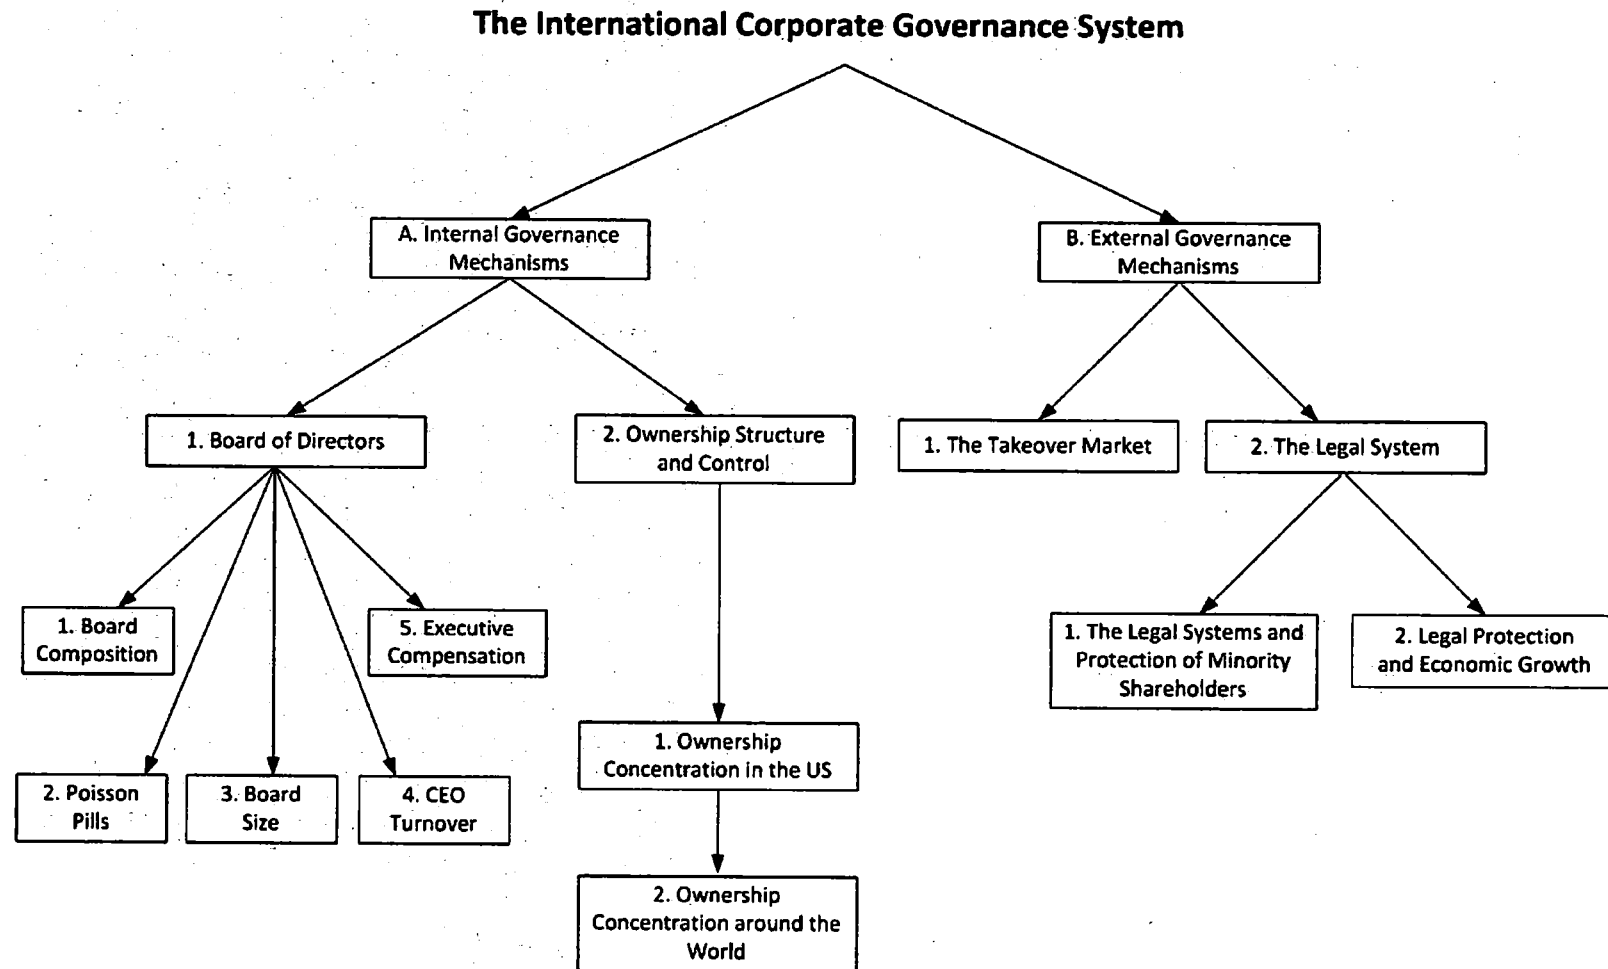 The International Corporate Governance System
A. Internal Governance
Mechanisms
B. External Governance
Mechanisms
1. Board of Directors
2. Ownership Structure
and Control
1. The Takeover Market
2. The Legal System
1. Board
Composition
5. Executive
Compensation
1. The Legal Systems and
Protection of Minority
Shareholders
2. Legal Protection
and Economic Growth
2. Poisson
Pills
3. Board
Size
4. CEO
Turnover
1. Ownership
Concentration in the US
2. Ownership
Concentration around the
World